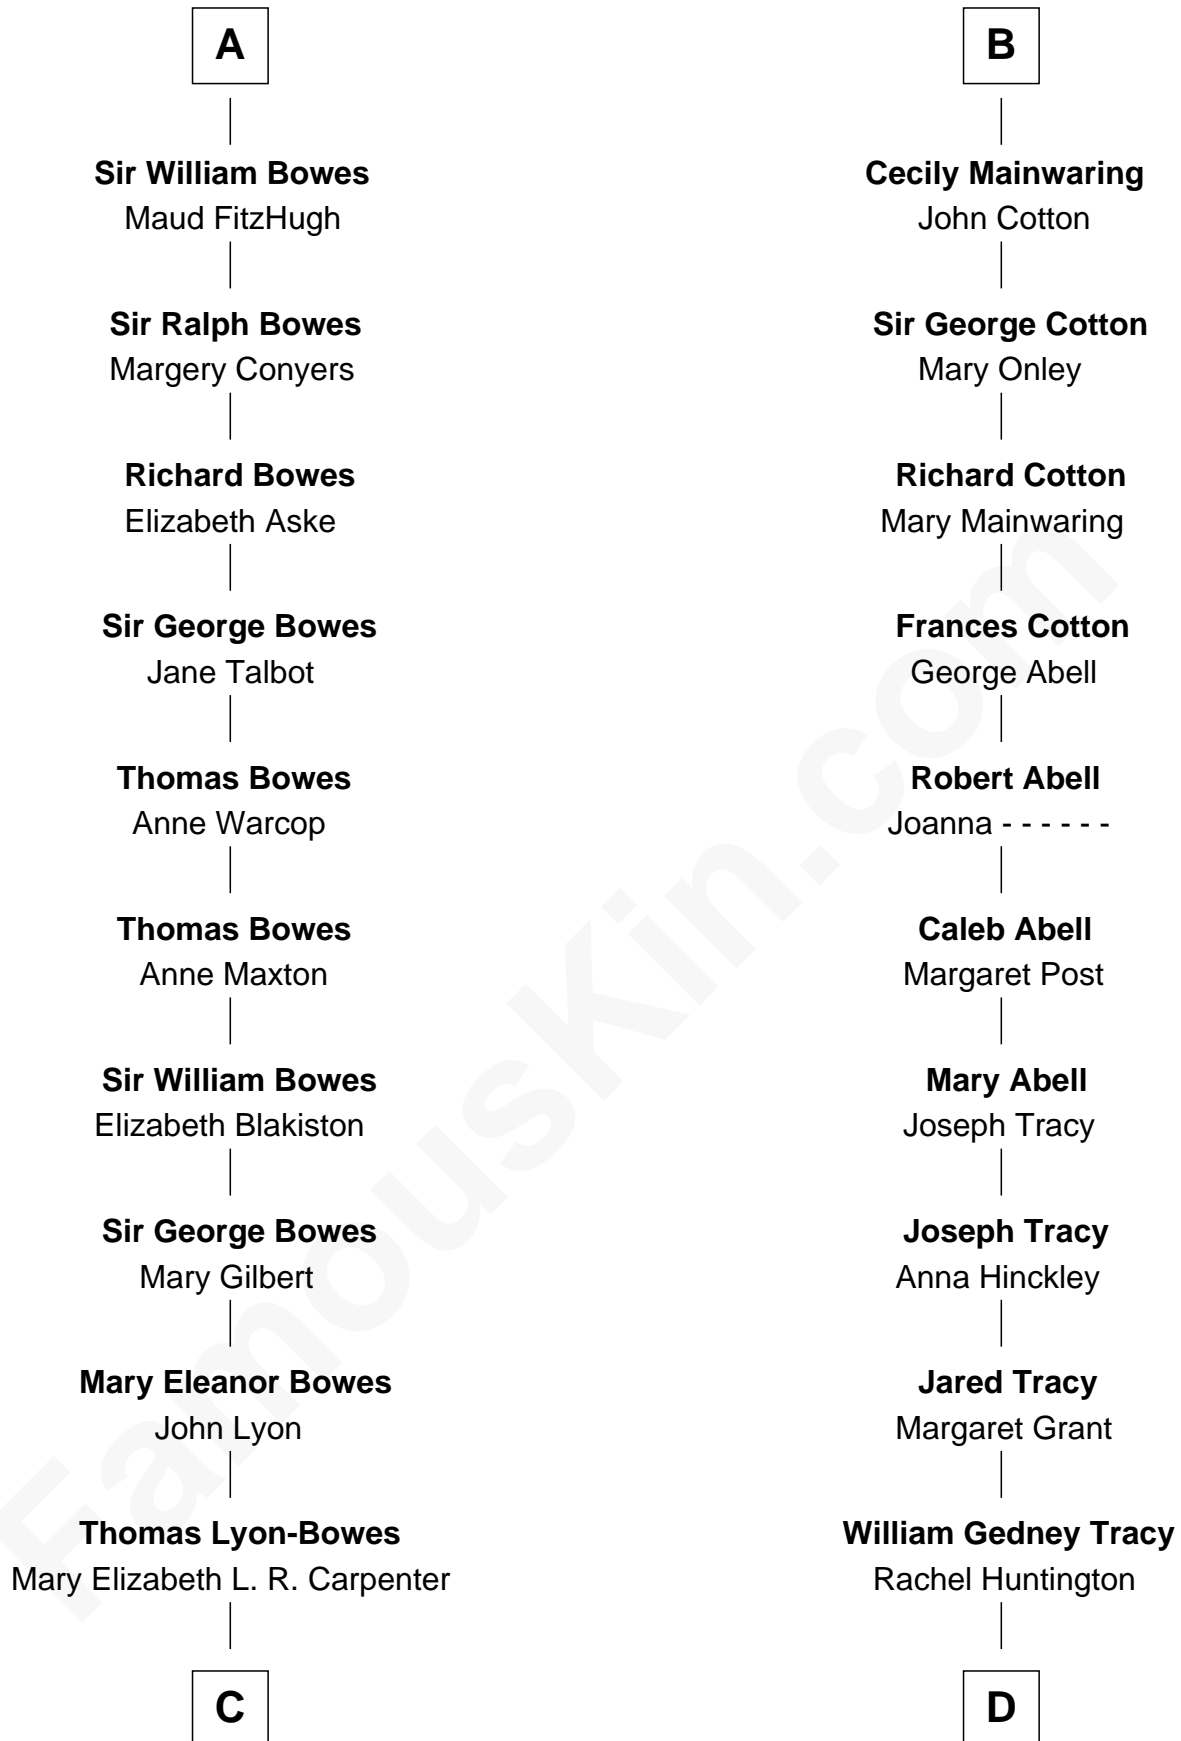 A
Sir William Bowes
Maud FitzHugh
Sir Ralph Bowes
Margery Conyers
Richard Bowes
Elizabeth Aske
Sir George Bowes
Jane Talbot
Thomas Bowes
Anne Warcop
Thomas Bowes
Anne Maxton
Sir William Bowes
Elizabeth Blakiston
Sir George Bowes
Mary Gilbert
Mary Eleanor Bowes
John Lyon
Thomas Lyon-Bowes
Mary Elizabeth L. R. Carpenter
C
B
Cecily Mainwaring
John Cotton
Sir George Cotton
Mary Onley
Richard Cotton
Mary Mainwaring
Frances Cotton
George Abell
Robert Abell
Joanna - - - - - -
Caleb Abell
Margaret Post
Mary Abell
Joseph Tracy
Joseph Tracy
Anna Hinckley
Jared Tracy
Margaret Grant
William Gedney Tracy
Rachel Huntington
D
FamousKin.com